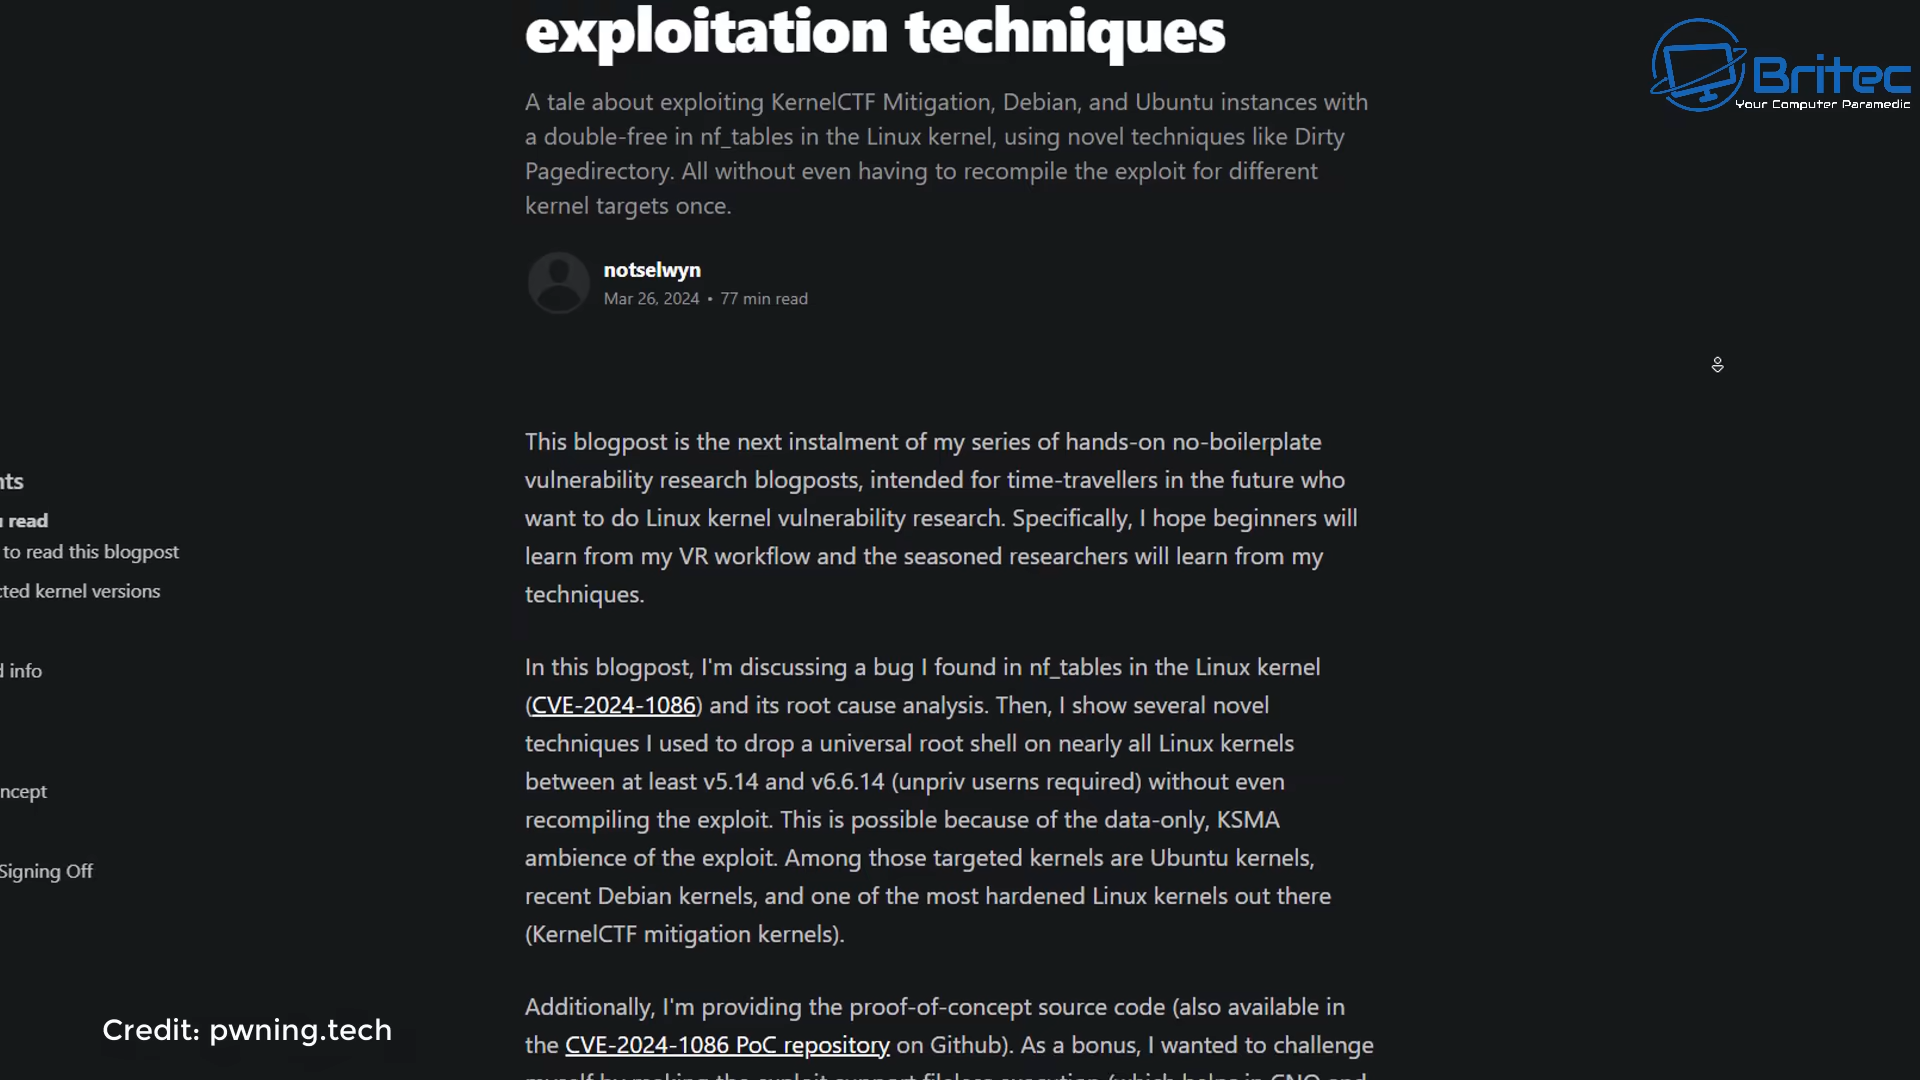 exploitation techniques
Britec
Your Computer Paramedic
A tale about exploiting KernelCTF Mitigation, Debian, and Ubuntu instances with
a double-free in nf_tables in the Linux kernel, using novel techniques like Dirty
Pagedirectory. All without even having to recompile the exploit for different
kernel targets once.
notselwyn
Mar 26, 2024 • 77 min read
This blogpost is the next instalment of my series of hands-on no-boilerplate
vulnerability research blogposts, intended for time-travellers in the future who
want to do Linux kernel vulnerability research. Specifically, I hope beginners will
learn from my VR workflow and the seasoned researchers will learn from my
techniques.
In this blogpost, I'm discussing a bug I found in nf_tables in the Linux kernel
(CVE-2024-1086) and its root cause analysis. Then, I show several novel
techniques I used to drop a universal root shell on nearly all Linux kernels
between at least v5.14 and v6.6.14 (unpriv userns required) without even
recompiling the exploit. This is possible because of the data-only, KSMA
ambience of the exploit. Among those targeted kernels are Ubuntu kernels,
recent Debian kernels, and one of the most hardened Linux kernels out there
(KernelCTF mitigation kernels).
Additionally, I'm providing the proof-of-concept source code (also available in
the CVE-2024-1086 PoC repository on Github). As a bonus, I wanted to challenge
nts
u read
to read this blogpost
cted kernel versions
d info
ncept
Signing Off
Credit: pwning.tech